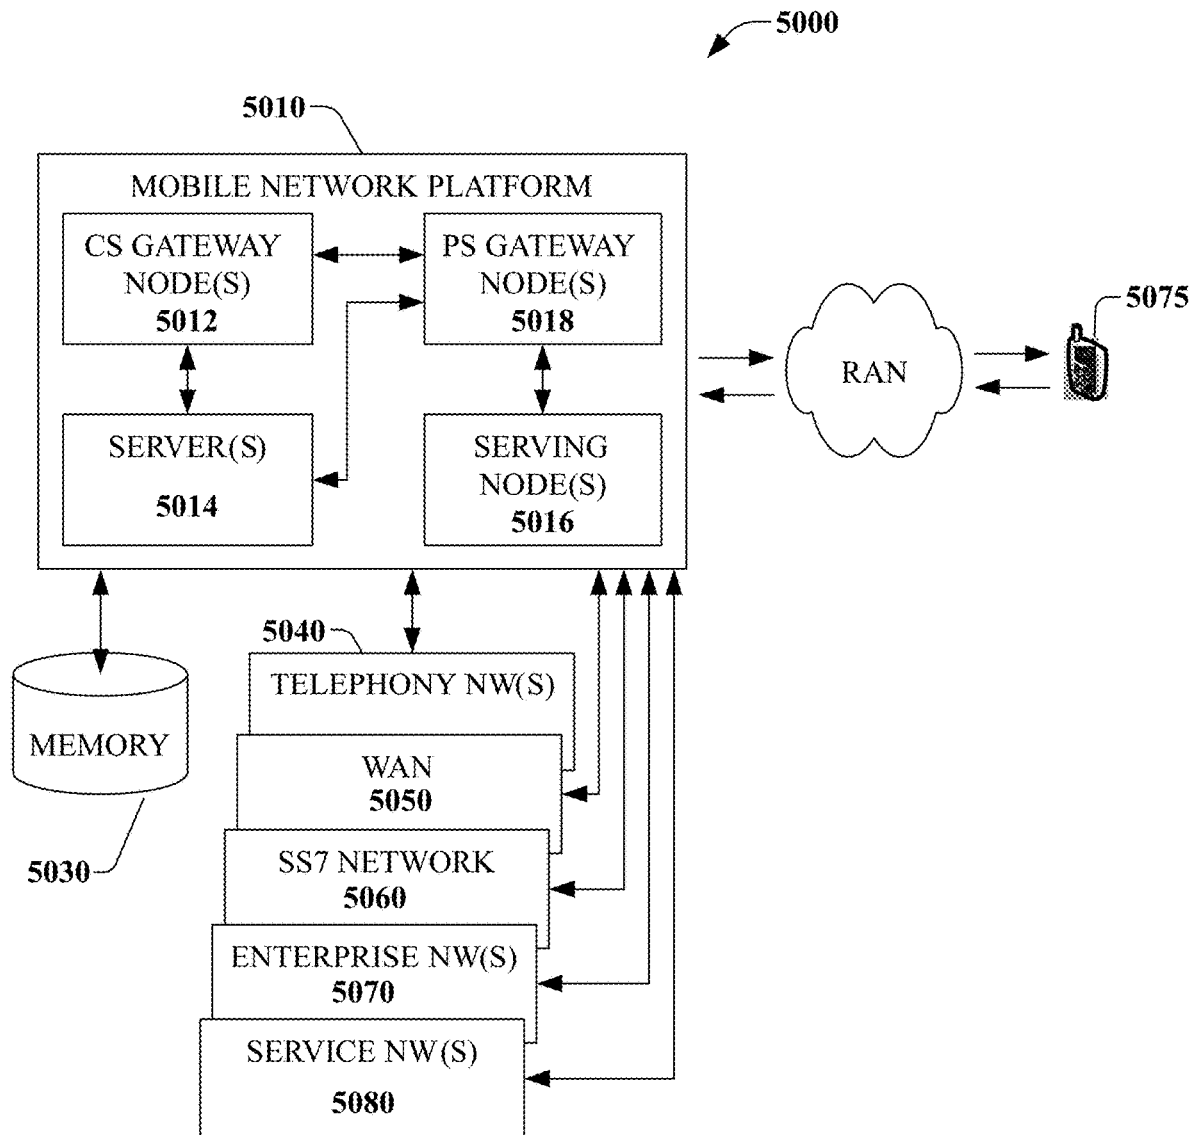 5000
5010
MOBILE NETWORK PLATFORM
CS GATEWAY
NODE(S)
5012
PS GATEWAY
NODE(S)
5018
SERVER(S)
5014
SERVING
NODE(S)
5016
RAN
5075
MEMORY
5030
5040
TELEPHONY NW(S)
WAN
5050
SS7 NETWORK
5060
ENTERPRISE NW(S)
5070
SERVICE NW(S)
5080